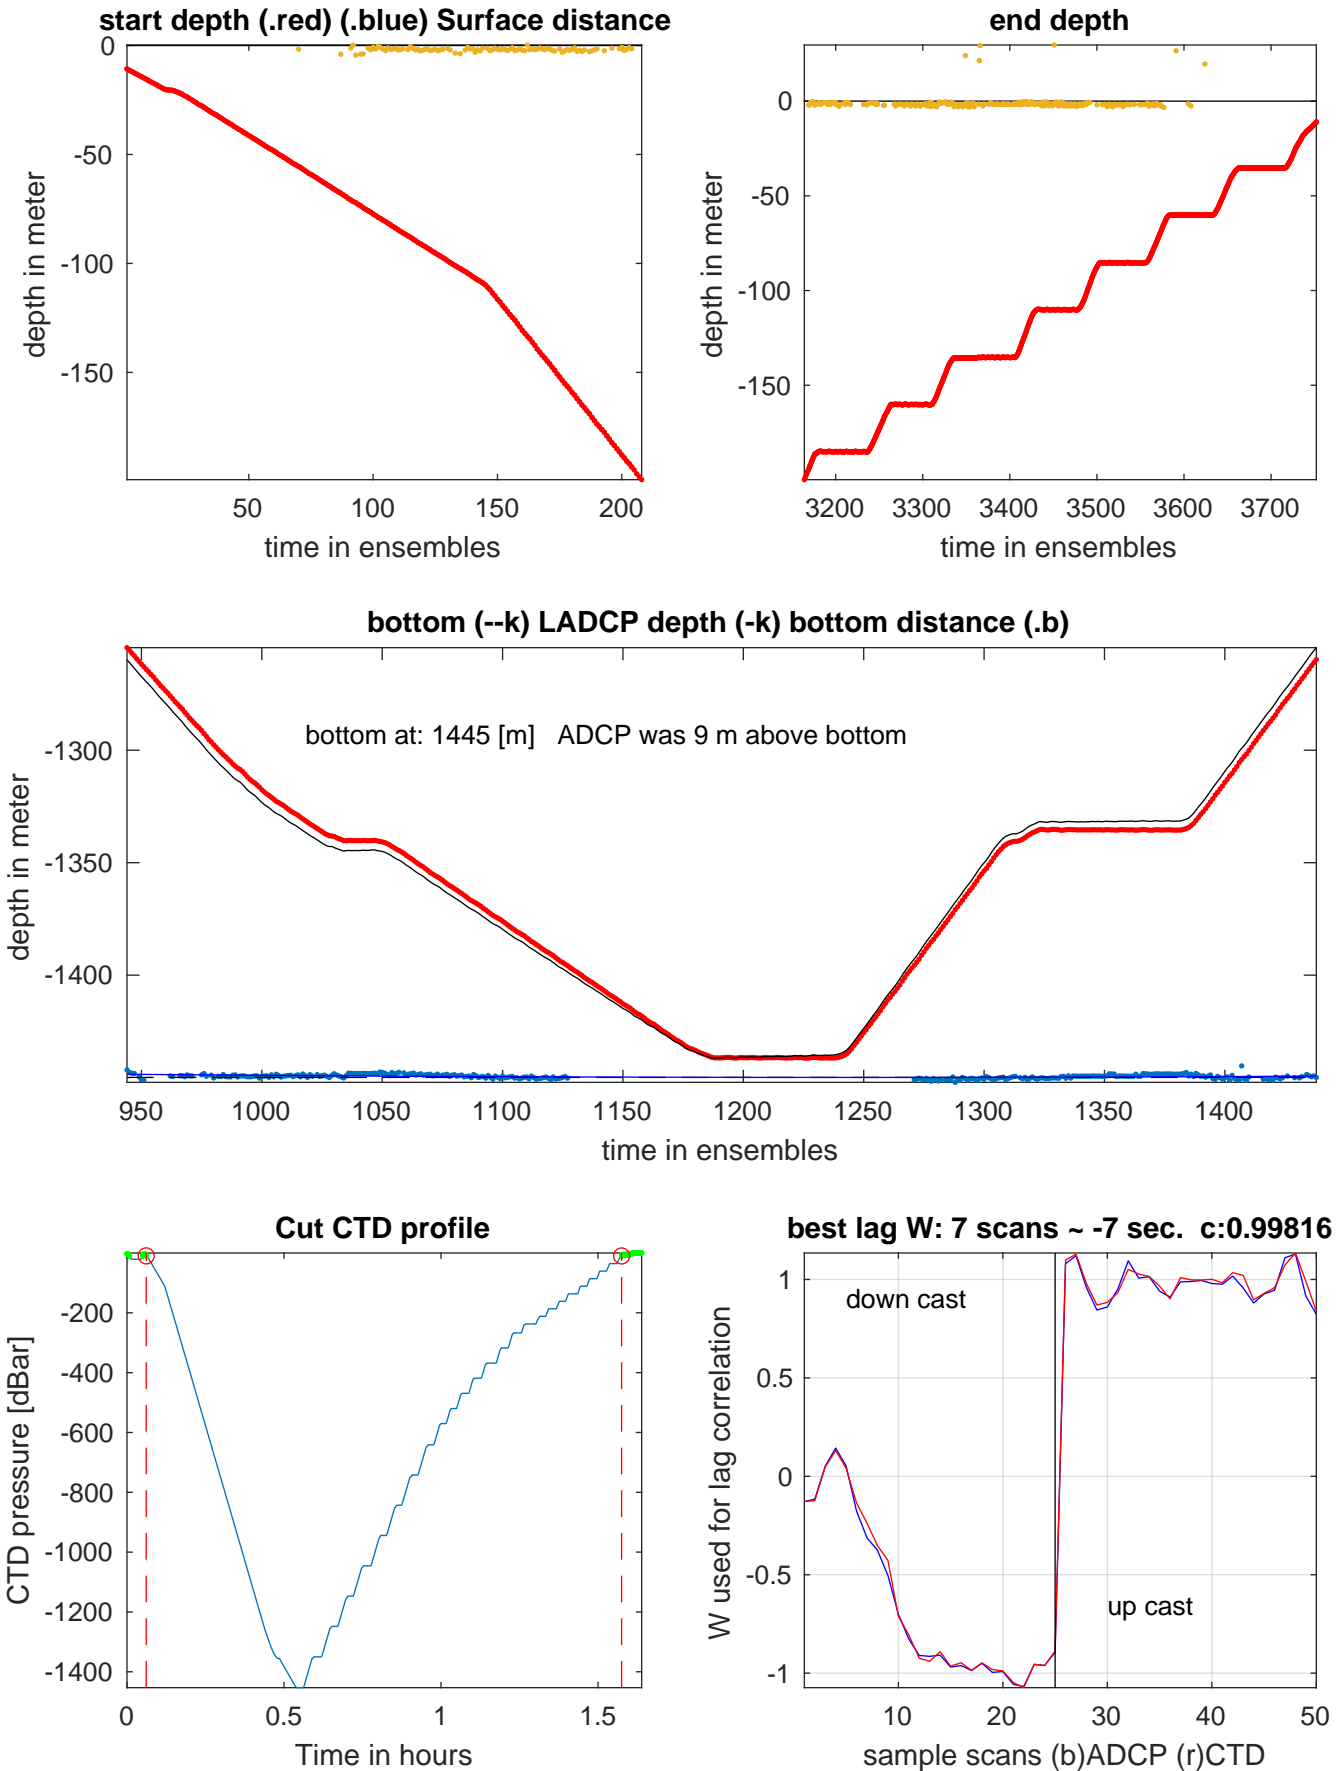 start depth (.red) (.blue) Surface distance
0
-50
-100
-150
depth in meter
50
100
150
200
time in ensembles
end depth
0
-50
-100
-150
depth in meter
3200
3300
3400
3500
3600
3700
time in ensembles
bottom (--k) LADCP depth (-k) bottom distance (.b)
bottom at: 1445 [m]   ADCP was 9 m above bottom
-1300
-1350
-1400
depth in meter
950
1000
1050
1100
1150
1200
1250
1300
1350
1400
time in ensembles
Cut CTD profile
-200
-400
-600
-800
-1000
-1200
-1400
CTD pressure [dBar]
0
0.5
1
1.5
Time in hours
best lag W: 7 scans ~ -7 sec.  c:0.99816
down cast
up cast
1
0.5
0
-0.5
-1
W used for lag correlation
10
20
30
40
50
sample scans (b)ADCP (r)CTD